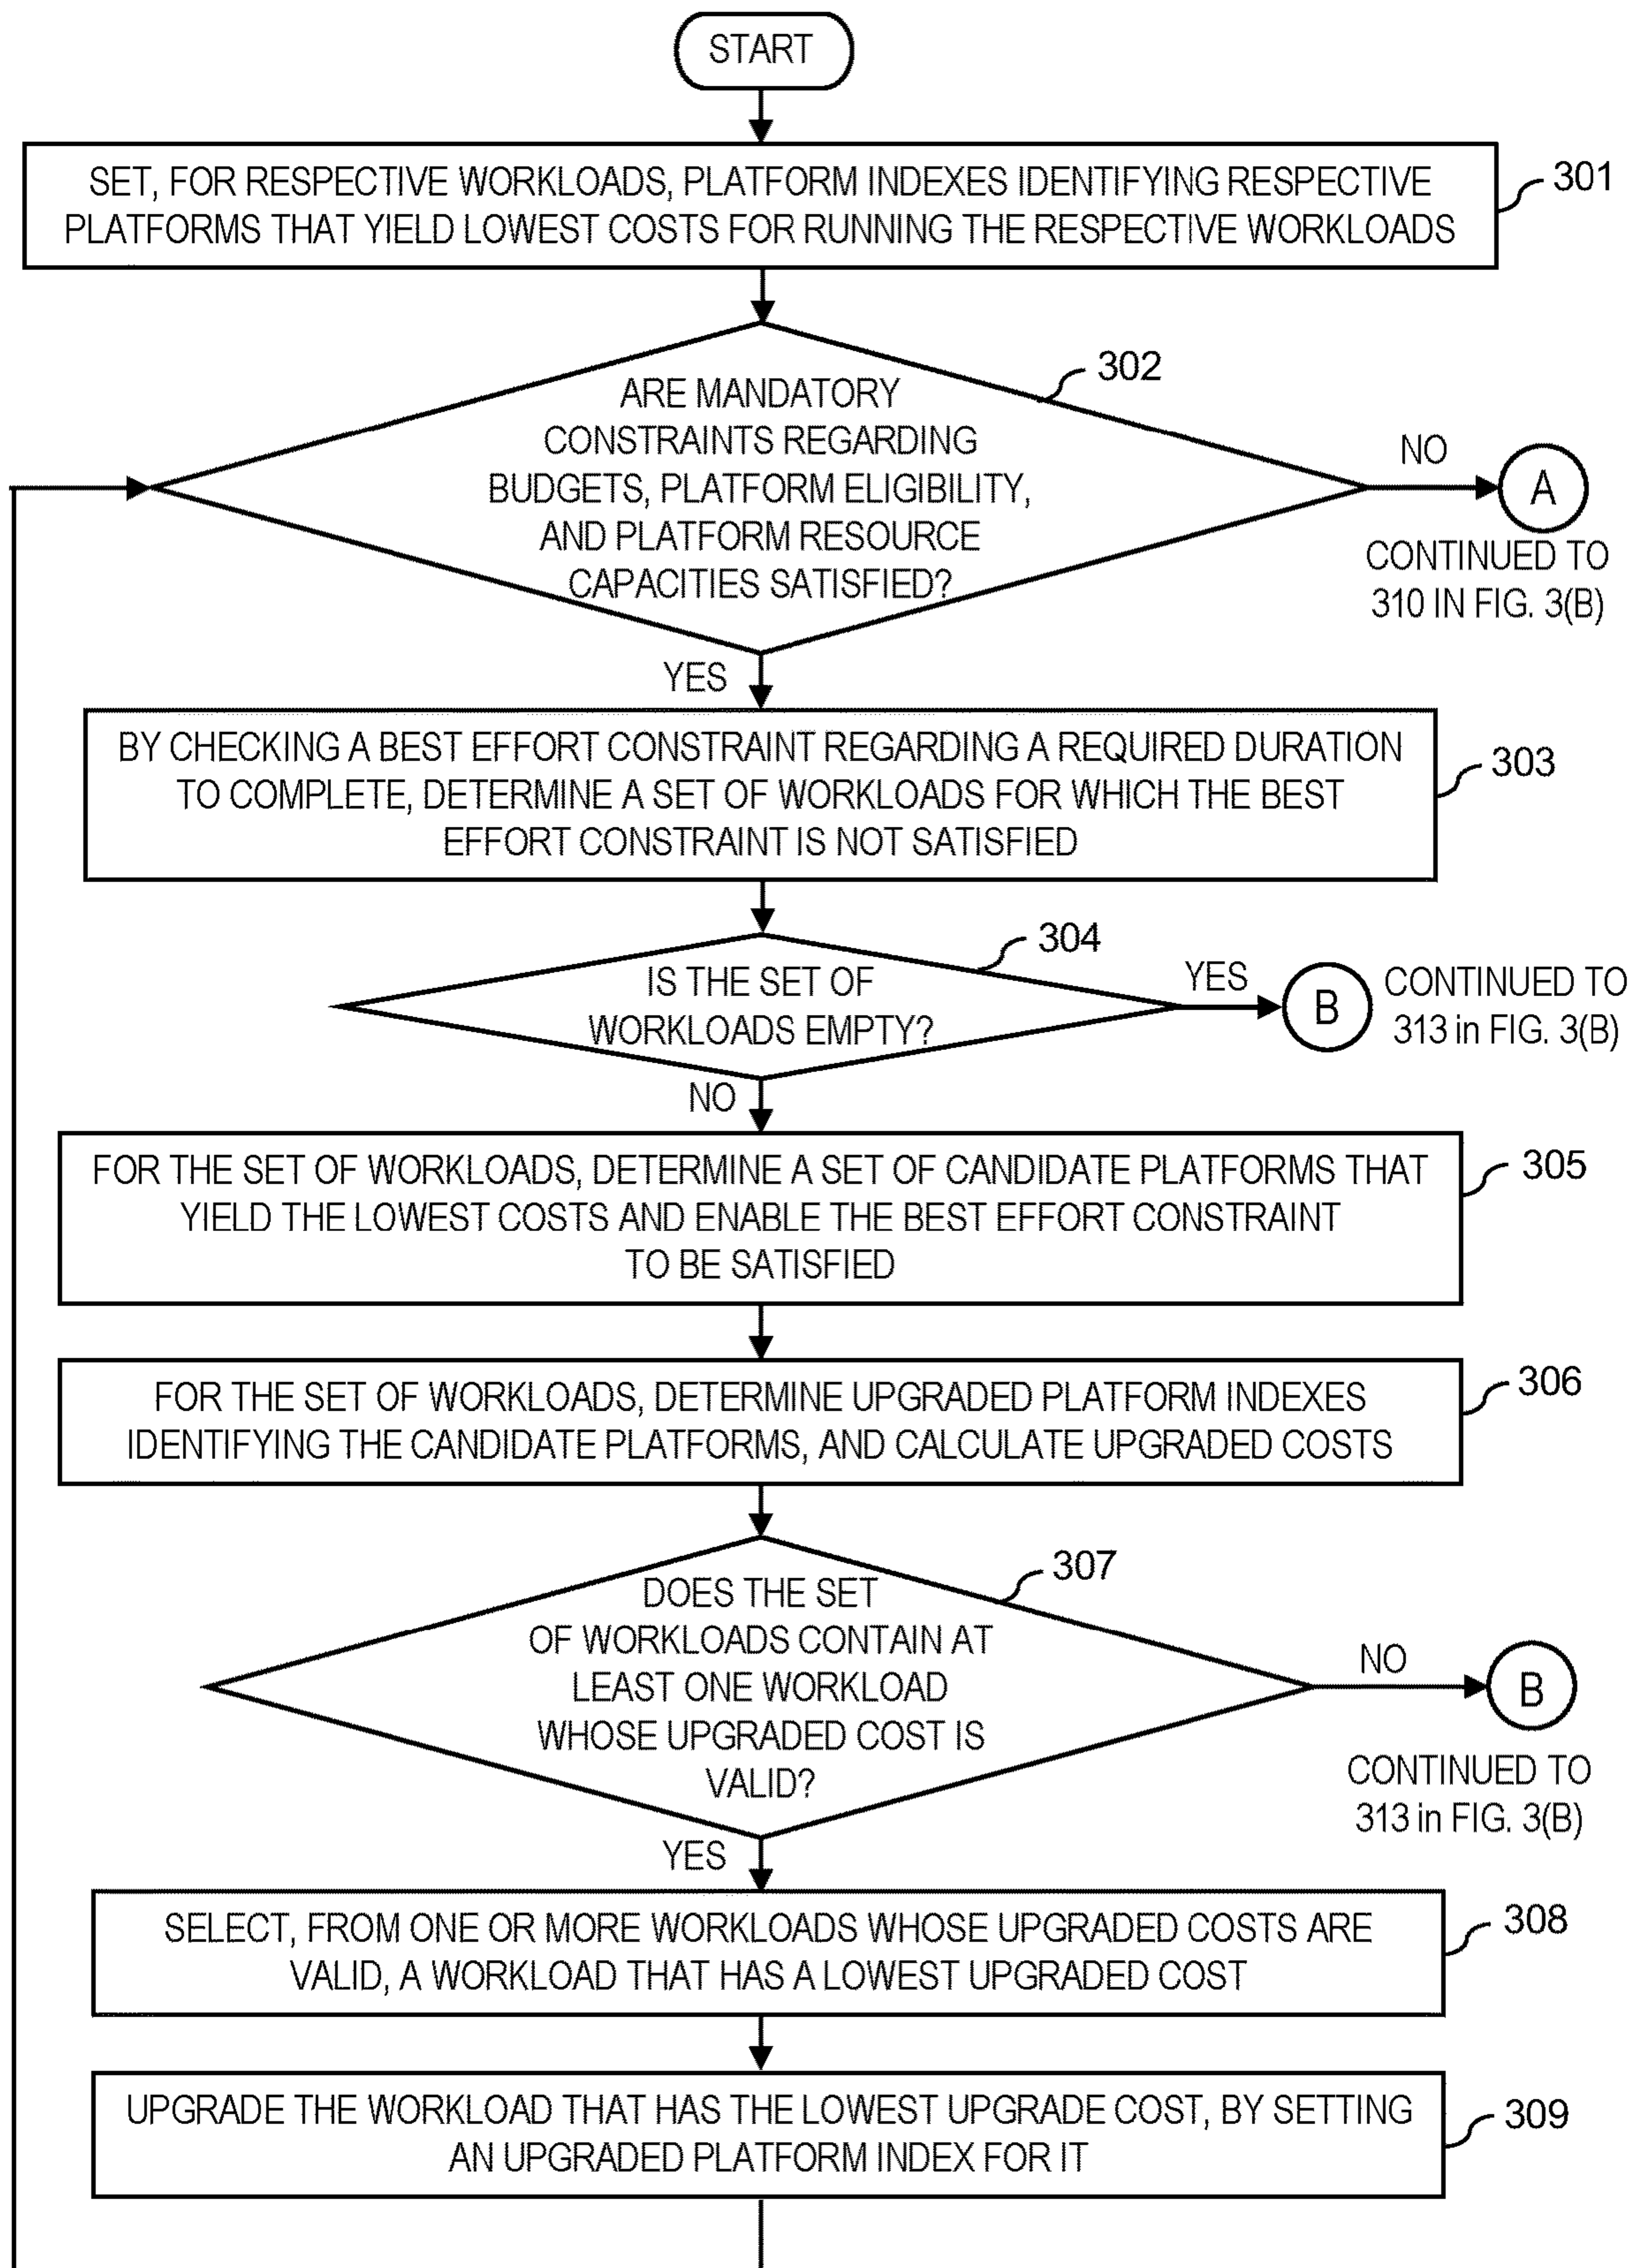 START
SET, FOR RESPECTIVE WORKLOADS, PLATFORM INDEXES IDENTIFYING RESPECTIVE
PLATFORMS THAT YIELD LOWEST COSTS FOR RUNNING THE RESPECTIVE WORKLOADS
301
302
ARE MANDATORY
CONSTRAINTS REGARDING
BUDGETS, PLATFORM ELIGIBILITY,
AND PLATFORM RESOURCE
CAPACITIES SATISFIED?
NO
A
CONTINUED TO
310 IN FIG. 3(B)
YES
BY CHECKING A BEST EFFORT CONSTRAINT REGARDING A REQUIRED DURATION
TO COMPLETE, DETERMINE A SET OF WORKLOADS FOR WHICH THE BEST
EFFORT CONSTRAINT IS NOT SATISFIED
303
304
IS THE SET OF
WORKLOADS EMPTY?
YES
B
CONTINUED TO
313 in FIG. 3(B)
NO
FOR THE SET OF WORKLOADS, DETERMINE A SET OF CANDIDATE PLATFORMS THAT
YIELD THE LOWEST COSTS AND ENABLE THE BEST EFFORT CONSTRAINT
TO BE SATISFIED
305
FOR THE SET OF WORKLOADS, DETERMINE UPGRADED PLATFORM INDEXES
IDENTIFYING THE CANDIDATE PLATFORMS, AND CALCULATE UPGRADED COSTS
306
307
DOES THE SET
OF WORKLOADS CONTAIN AT
LEAST ONE WORKLOAD
WHOSE UPGRADED COST IS
VALID?
NO
B
CONTINUED TO
313 in FIG. 3(B)
YES
SELECT, FROM ONE OR MORE WORKLOADS WHOSE UPGRADED COSTS ARE
VALID, A WORKLOAD THAT HAS A LOWEST UPGRADED COST
308
UPGRADE THE WORKLOAD THAT HAS THE LOWEST UPGRADE COST, BY SETTING
AN UPGRADED PLATFORM INDEX FOR IT
309